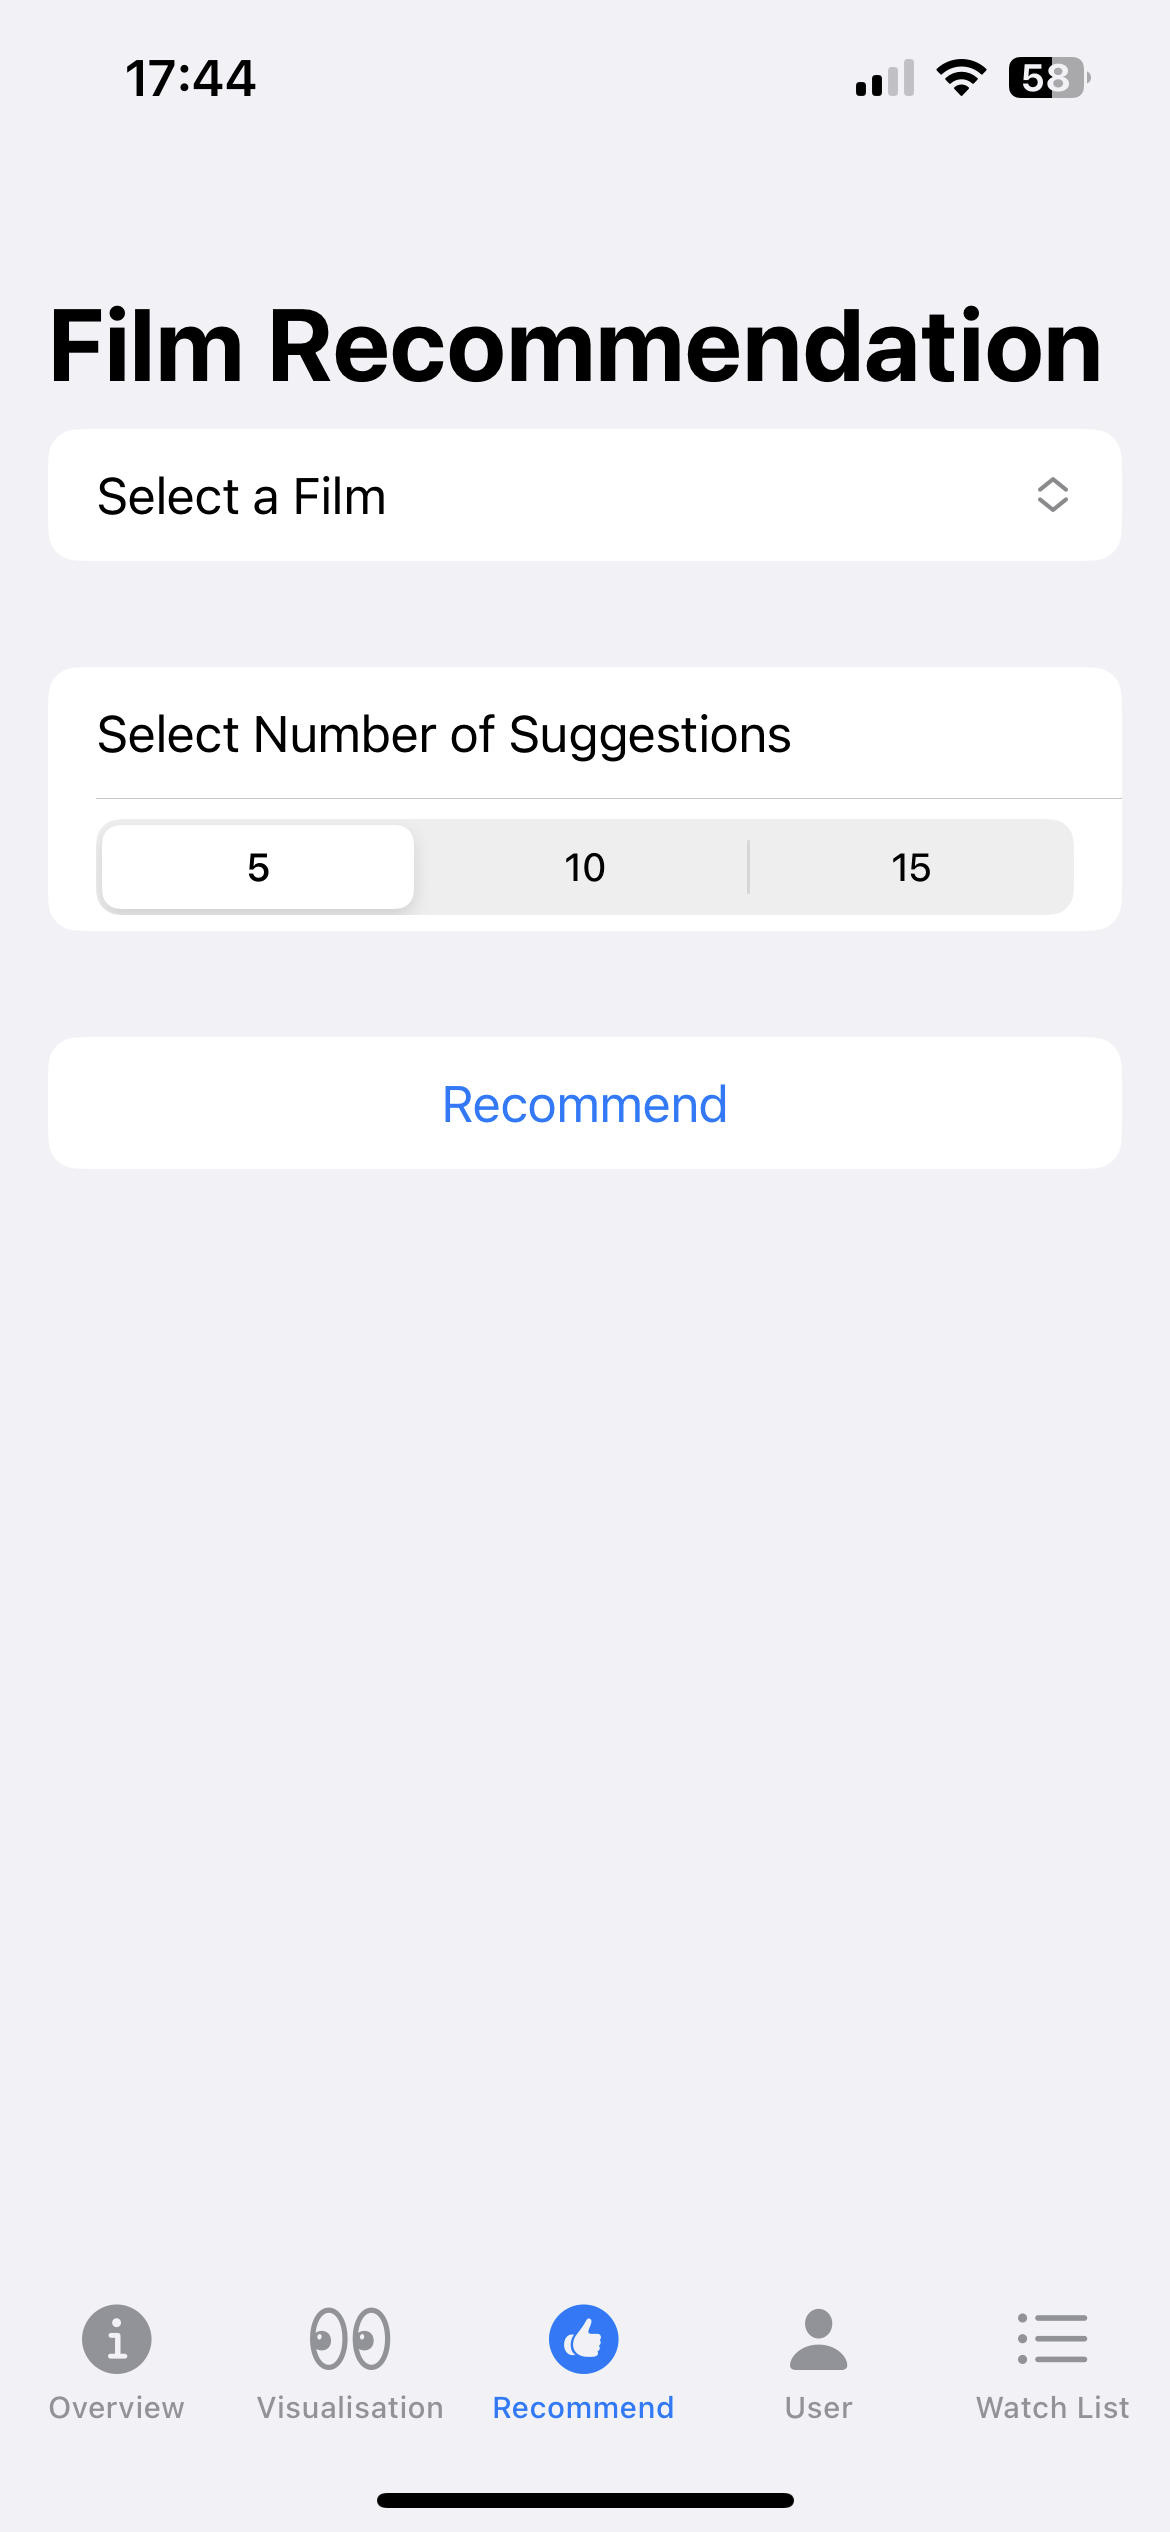 17:44
58
Film Recommendation
Select a Film
Select Number of Suggestions
5 10 15
Recommend
Overview Visualisation Recommend User Watch List